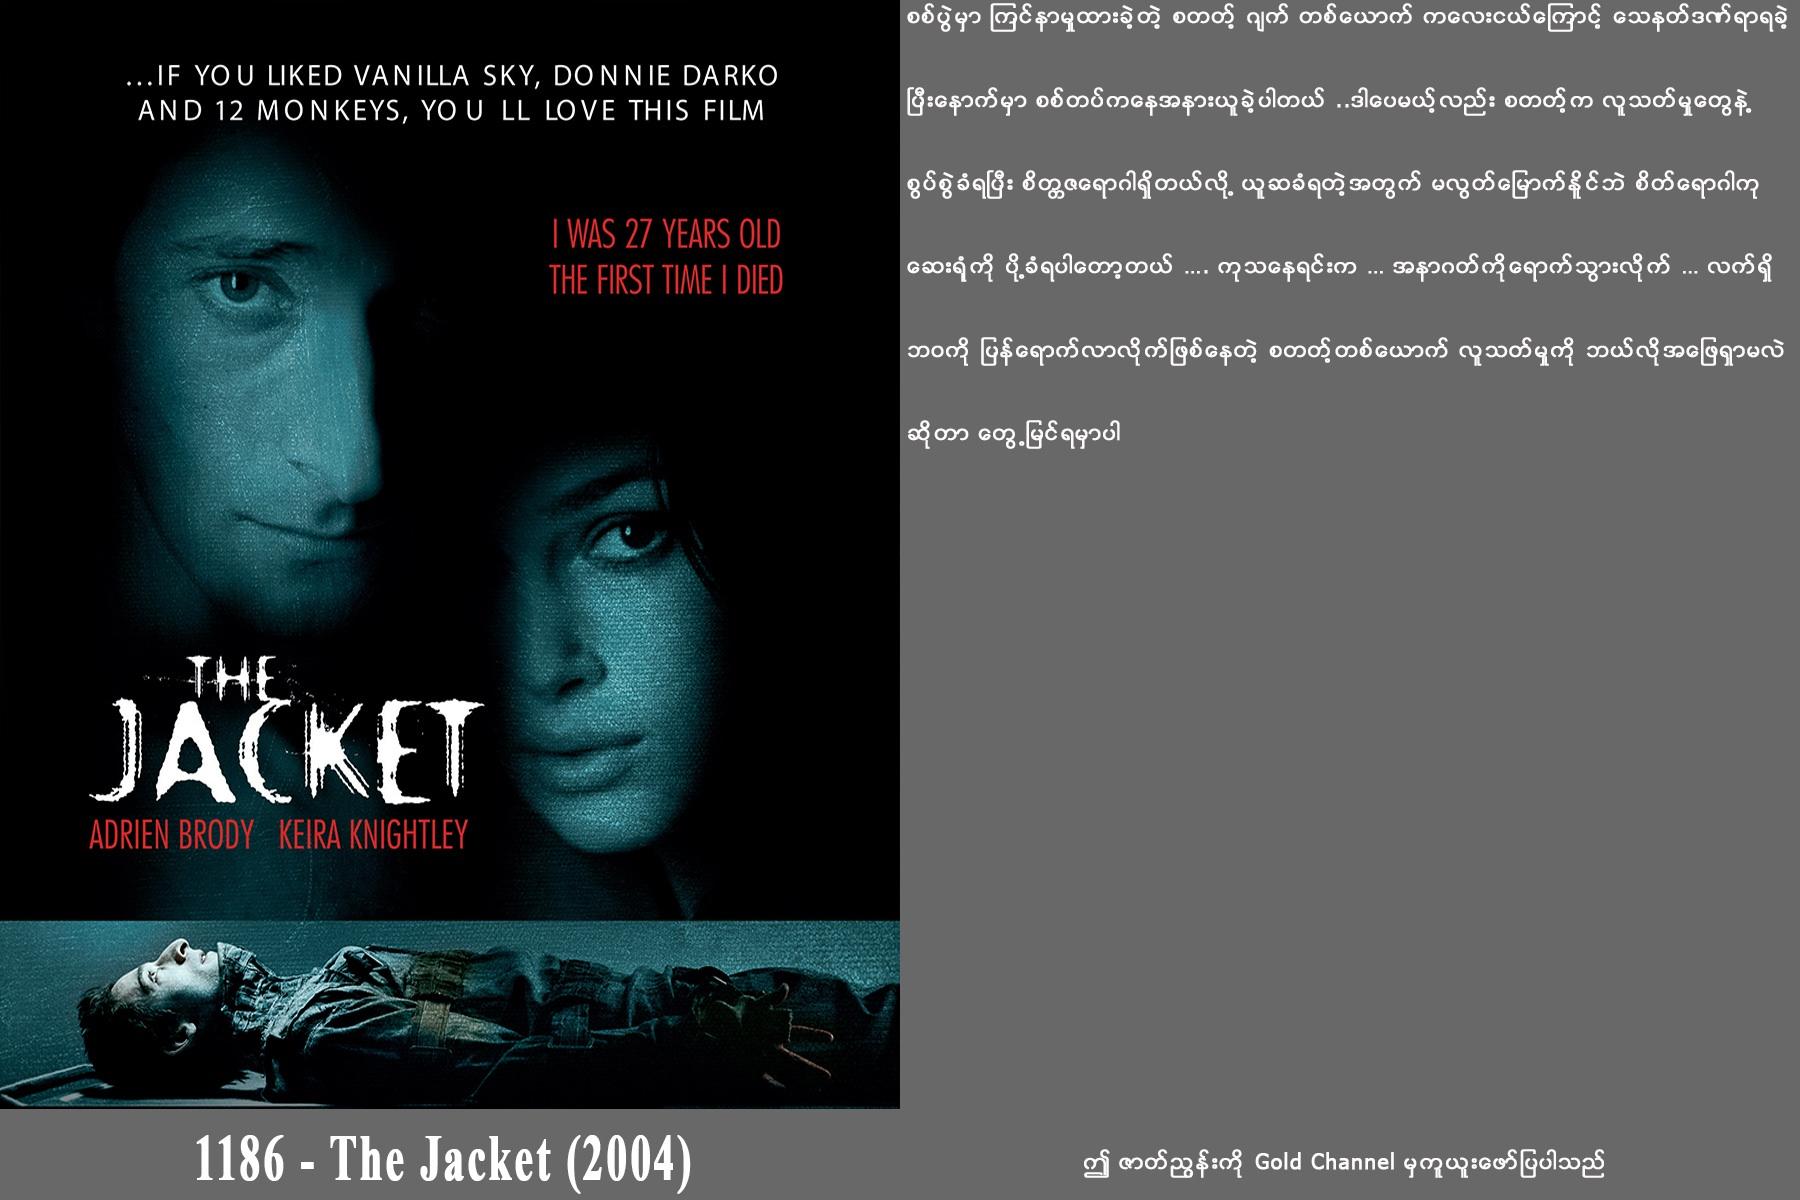 ...IF YOU LIKED VANILLA SKY, DONNIE DARKO
AND 12 MONKEYS, YOU LL LOVE THIS FILM
I WAS 27 YEARS OLD
THE FIRST TIME I DIED
THE
JACKET
ADRIEN BRODY KEIRA KNIGHTLEY
1186 - The Jacket (2004)
စစ်ပွဲမှာ ကြင်နာမှုထားခဲ့တဲ့ စတတ့် ဂျက် တစ်ယောက် ကလေးငယ်ကြောင့် သေနတ်ဒဏ်ရာရခဲ့
ပြီးနောက်မှာ စစ်တပ်ကနေအနားယူခဲ့ပါတယ် ..ဒါပေမယ့်လည်း စတတ့်က လူသတ်မှုတွေနဲ့
စွပ်စွဲခံရပြီး စိတ္တဇရောဂါရှိတယ်လို့ ယူဆခံရတဲ့အတွက် မလွတ်မြောက်နိူင်ဘဲ စိတ်ရောဂါကု
ဆေးရုံကို ပို့ခံရပါတော့တယ် .... ကုသနေရင်းက ... အနာဂတ်ကိုရောက်သွားလိုက် ... လက်ရှိ
ဘဝကို ပြန်ရောက်လာလိုက်ဖြစ်နေတဲ့ စတတ့်တစ်ယောက် လူသတ်မှုကို ဘယ်လိုအဖြေရှာမလဲ
ဆိုတာ တွေ့မြင်ရမှာပါ
ဤ ဇာတ်ညွှန်းကို Gold Channel မှကူယူးဖော်ပြပါသည်